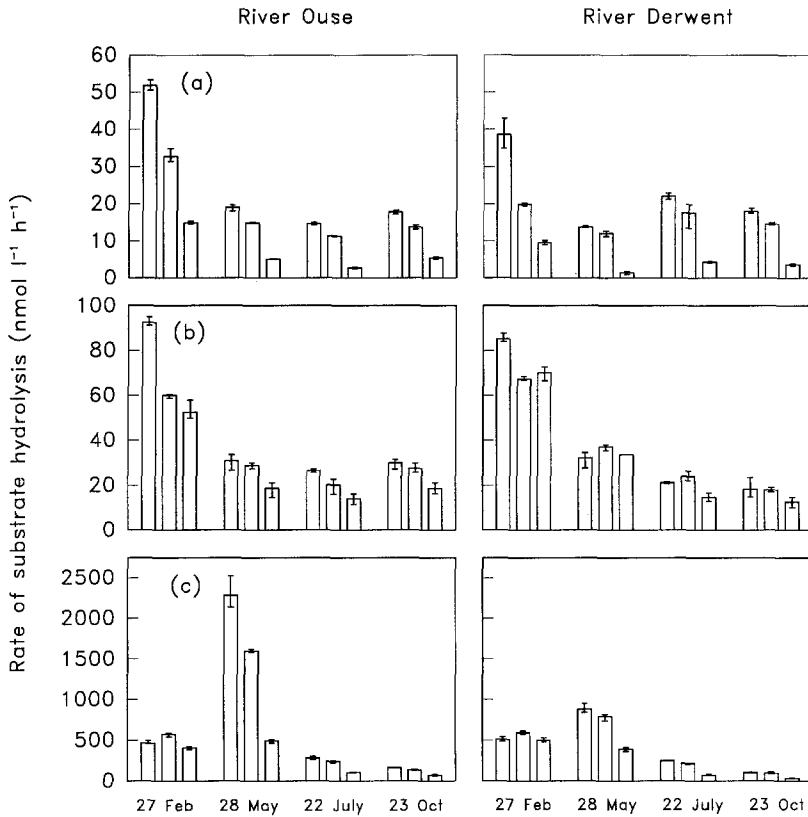 River Ouse
River Derwent
Rate of substrate hydrolysis (nmol l⁻¹ h⁻¹)
(a)
60
50
40
30
20
10
0
(b)
100
80
60
40
20
0
(c)
2500
2000
1500
1000
500
0
27 Feb 28 May 22 July 23 Oct
27 Feb 28 May 22 July 23 Oct